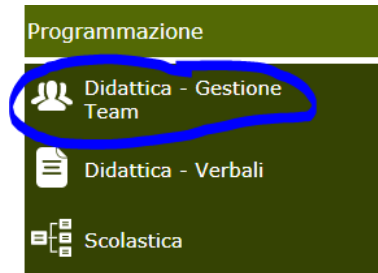 Programmazione
Didattica - Gestione
Team
Didattica - Verbali
Scolastica